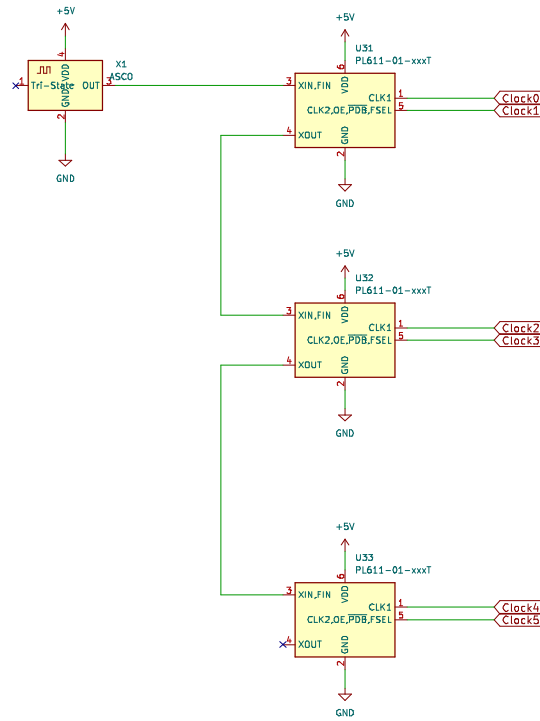 +5V
X1
ASCO
4
VDD
1
Tri-State
OUT
3
GND
2
GND
+5V
U31
PL611-01-xxxT
6
VDD
3
XIN,FIN
CLK1
1
Clock0
CLK2,OE,PDB,FSEL
5
Clock1
4
XOUT
GND
2
GND
+5V
U32
PL611-01-xxxT
6
VDD
3
XIN,FIN
CLK1
1
Clock2
CLK2,OE,PDB,FSEL
5
Clock3
4
XOUT
GND
2
GND
+5V
U33
PL611-01-xxxT
6
VDD
3
XIN,FIN
CLK1
1
Clock4
CLK2,OE,PDB,FSEL
5
Clock5
4
XOUT
GND
2
GND